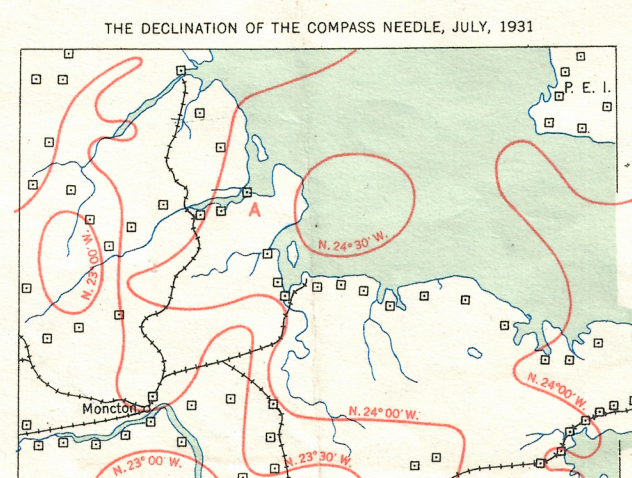 THE DECLINATION OF THE COMPASS NEEDLE, JULY, 1931
P. E. I.
A
N. 24° 30' W.
N. 23° 00' W.
N. 24° 00' W.
Moncton
N. 24° 00' W.
N. 23° 00' W.
N. 23° 30' W.